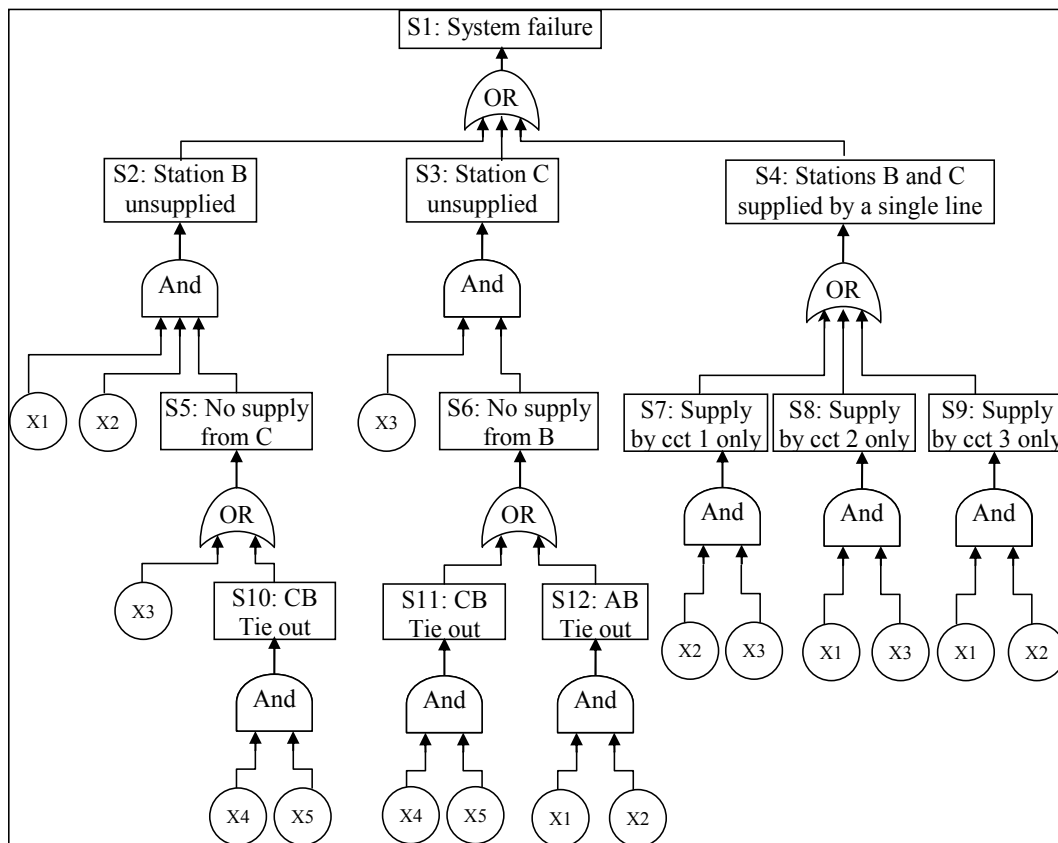 S1: System failure
OR
S2: Station B
unsupplied
S3: Station C
unsupplied
S4: Stations B and C
supplied by a single line
And
And
OR
X1
X2
S5: No supply
from C
X3
S6: No supply
from B
S7: Supply
by cct 1 only
S8: Supply
by cct 2 only
S9: Supply
by cct 3 only
OR
OR
And
And
And
X3
S10: CB
Tie out
S11: CB
Tie out
S12: AB
Tie out
X2
X3
X1
X3
X1
X2
And
And
And
X4
X5
X4
X5
X1
X2